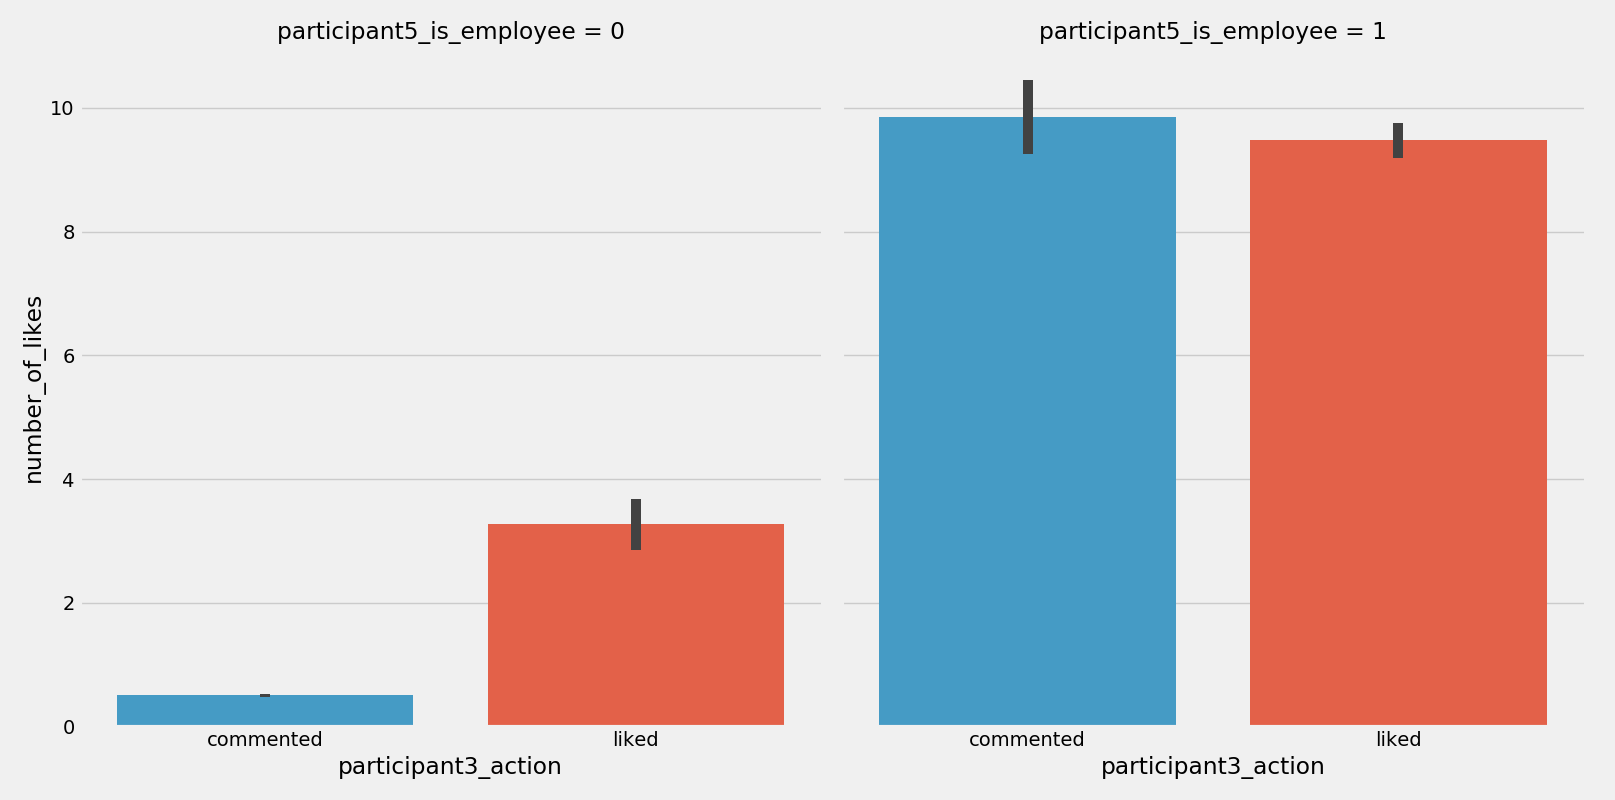 participant5_is_employee = 0
participant5_is_employee = 1
number_of_likes
10
8
6
4
2
0
commented
liked
commented
liked
participant3_action
participant3_action